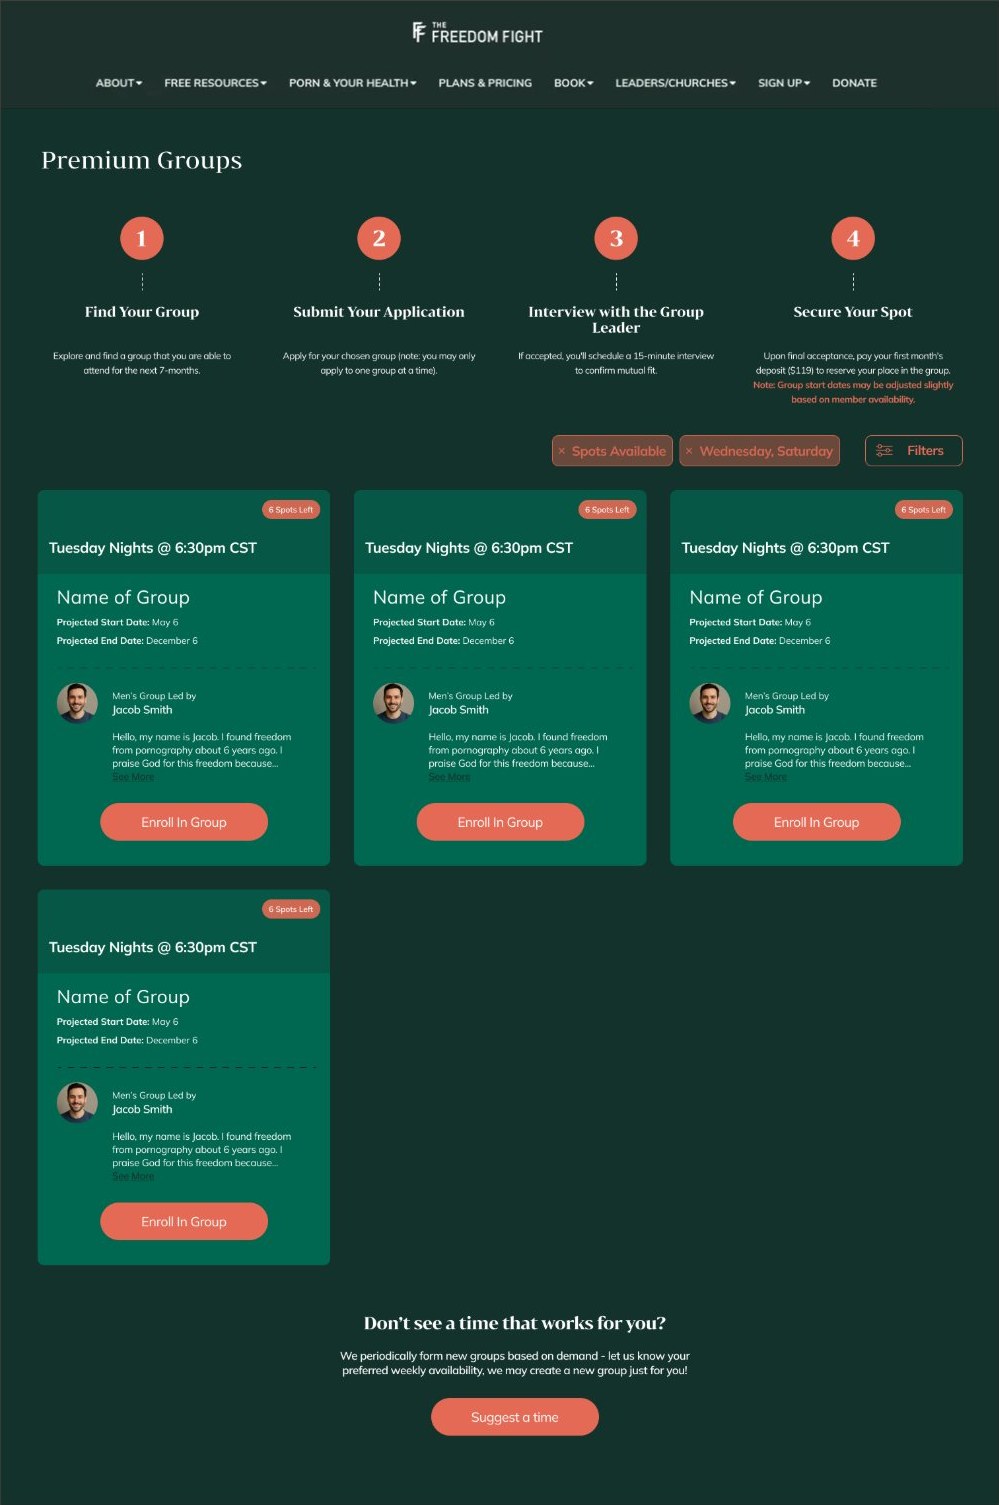 THE
FREEDOM FIGHT
ABOUT FREE RESOURCES PORN & YOUR HEALTH PLANS & PRICING BOOK LEADERS/CHURCHES SIGN UP DONATE
Premium Groups
1
Find Your Group
Explore and find a group that you are able to
attend for the next 7-months.
2
Submit Your Application
Apply for your chosen group (note: you may only
apply to one group at a time).
3
Interview with the Group
Leader
If accepted, you'll schedule a 15-minute interview
to confirm mutual fit.
4
Secure Your Spot
Upon final acceptance, pay your first month's
deposit ($119) to reserve your place in the group.
Note: Group start dates may be adjusted slightly
based on member availability.
× Spots Available
× Wednesday, Saturday
Filters
6 Spots Left
Tuesday Nights @ 6:30pm CST
Name of Group
Projected Start Date: May 6
Projected End Date: December 6
Men's Group Led by
Jacob Smith
Hello, my name is Jacob. I found freedom
from pornography about 6 years ago. I
praise God for this freedom because...
See More
Enroll In Group
6 Spots Left
Tuesday Nights @ 6:30pm CST
Name of Group
Projected Start Date: May 6
Projected End Date: December 6
Men's Group Led by
Jacob Smith
Hello, my name is Jacob. I found freedom
from pornography about 6 years ago. I
praise God for this freedom because...
See More
Enroll In Group
6 Spots Left
Tuesday Nights @ 6:30pm CST
Name of Group
Projected Start Date: May 6
Projected End Date: December 6
Men's Group Led by
Jacob Smith
Hello, my name is Jacob. I found freedom
from pornography about 6 years ago. I
praise God for this freedom because...
See More
Enroll In Group
6 Spots Left
Tuesday Nights @ 6:30pm CST
Name of Group
Projected Start Date: May 6
Projected End Date: December 6
Men's Group Led by
Jacob Smith
Hello, my name is Jacob. I found freedom
from pornography about 6 years ago. I
praise God for this freedom because...
See More
Enroll In Group
Don't see a time that works for you?
We periodically form new groups based on demand - let us know your
preferred weekly availability, we may create a new group just for you!
Suggest a time